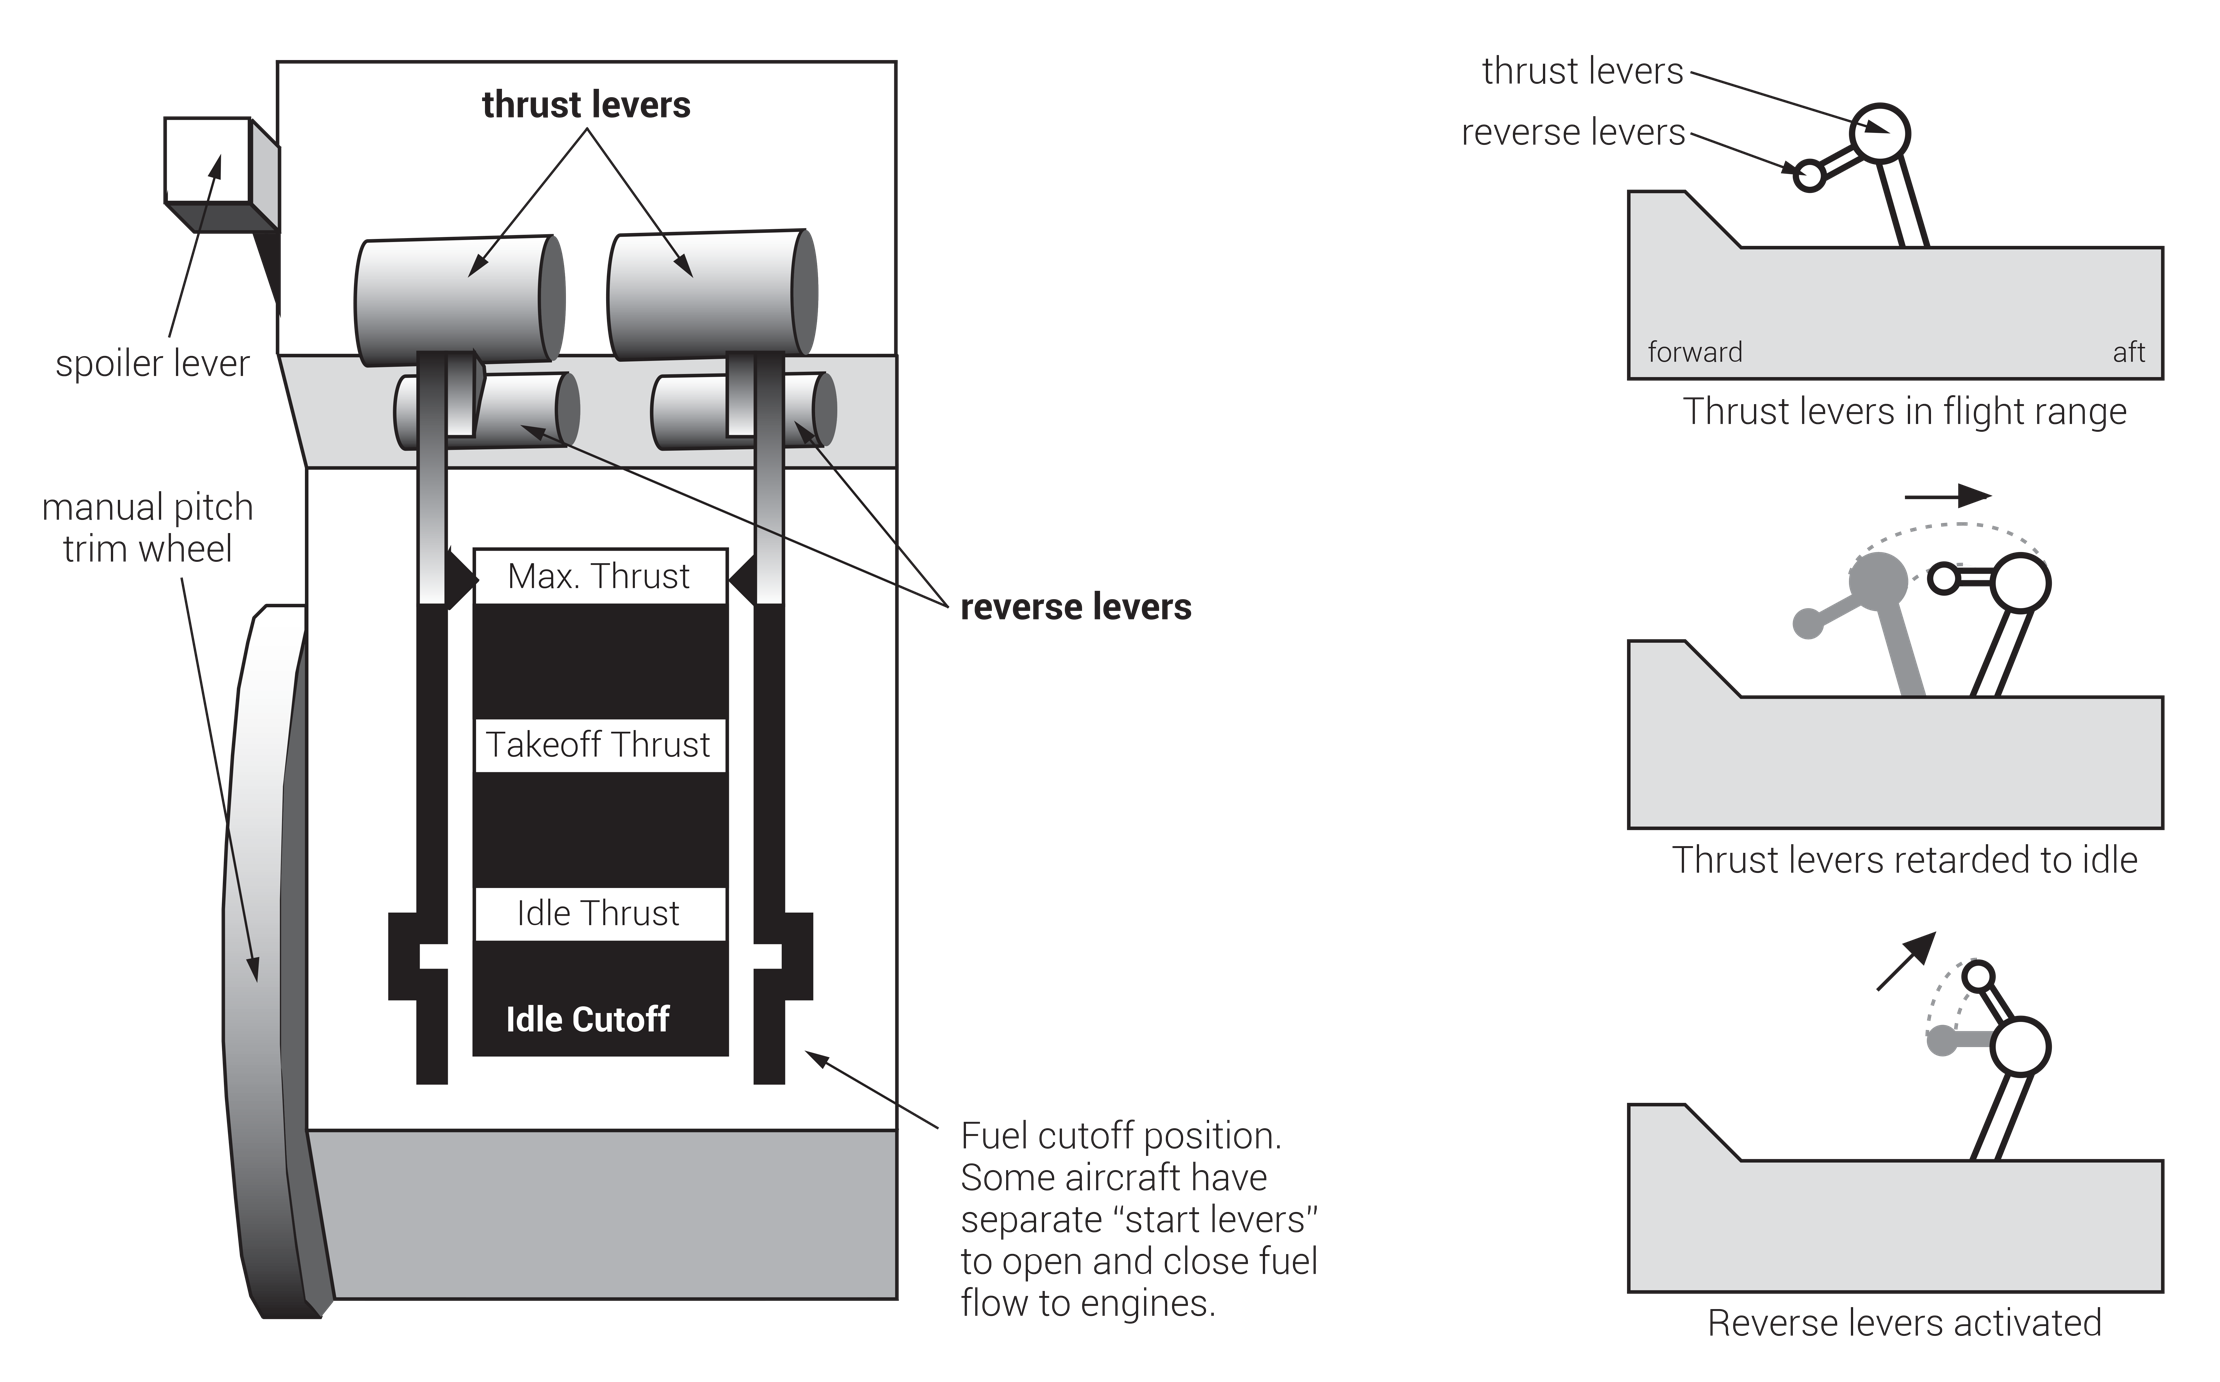 thrust levers
spoiler lever
manual pitch
trim wheel
Max. Thrust
reverse levers
Takeoff Thrust
Idle Thrust
Idle Cutoff
Fuel cutoff position.
Some aircraft have
separate “start levers”
to open and close fuel
flow to engines.
thrust levers
reverse levers
forward
aft
Thrust levers in flight range
Thrust levers retarded to idle
Reverse levers activated